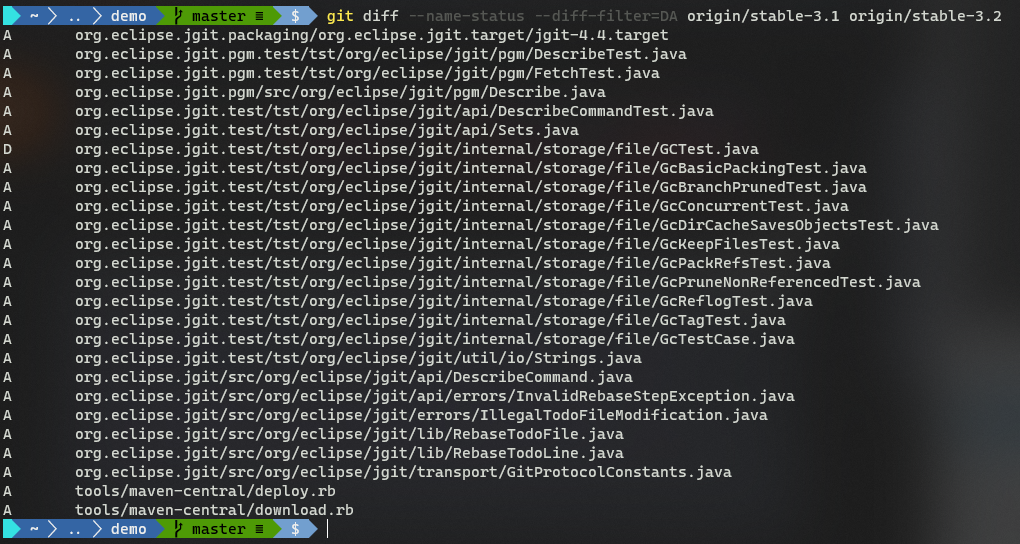 ~ .. demo master ≡ $ git diff --name-status --diff-filter=DA origin/stable-3.1 origin/stable-3.2
A org.eclipse.jgit.packaging/org.eclipse.jgit.target/jgit-4.4.target
A org.eclipse.jgit.pgm.test/tst/org/eclipse/jgit/pgm/DescribeTest.java
A org.eclipse.jgit.pgm.test/tst/org/eclipse/jgit/pgm/FetchTest.java
A org.eclipse.jgit.pgm/src/org/eclipse/jgit/pgm/Describe.java
A org.eclipse.jgit.test/tst/org/eclipse/jgit/api/DescribeCommandTest.java
A org.eclipse.jgit.test/tst/org/eclipse/jgit/api/Sets.java
D org.eclipse.jgit.test/tst/org/eclipse/jgit/internal/storage/file/GCTest.java
A org.eclipse.jgit.test/tst/org/eclipse/jgit/internal/storage/file/GcBasicPackingTest.java
A org.eclipse.jgit.test/tst/org/eclipse/jgit/internal/storage/file/GcBranchPrunedTest.java
A org.eclipse.jgit.test/tst/org/eclipse/jgit/internal/storage/file/GcConcurrentTest.java
A org.eclipse.jgit.test/tst/org/eclipse/jgit/internal/storage/file/GcDirCacheSavesObjectsTest.java
A org.eclipse.jgit.test/tst/org/eclipse/jgit/internal/storage/file/GcKeepFilesTest.java
A org.eclipse.jgit.test/tst/org/eclipse/jgit/internal/storage/file/GcPackRefsTest.java
A org.eclipse.jgit.test/tst/org/eclipse/jgit/internal/storage/file/GcPruneNonReferencedTest.java
A org.eclipse.jgit.test/tst/org/eclipse/jgit/internal/storage/file/GcReflogTest.java
A org.eclipse.jgit.test/tst/org/eclipse/jgit/internal/storage/file/GcTagTest.java
A org.eclipse.jgit.test/tst/org/eclipse/jgit/internal/storage/file/GcTestCase.java
A org.eclipse.jgit.test/tst/org/eclipse/jgit/util/io/Strings.java
A org.eclipse.jgit/src/org/eclipse/jgit/api/DescribeCommand.java
A org.eclipse.jgit/src/org/eclipse/jgit/api/errors/InvalidRebaseStepException.java
A org.eclipse.jgit/src/org/eclipse/jgit/errors/IllegalTodoFileModification.java
A org.eclipse.jgit/src/org/eclipse/jgit/lib/RebaseTodoFile.java
A org.eclipse.jgit/src/org/eclipse/jgit/lib/RebaseTodoLine.java
A org.eclipse.jgit/src/org/eclipse/jgit/transport/GitProtocolConstants.java
A tools/maven-central/deploy.rb
A tools/maven-central/download.rb
~ .. demo master ≡ $